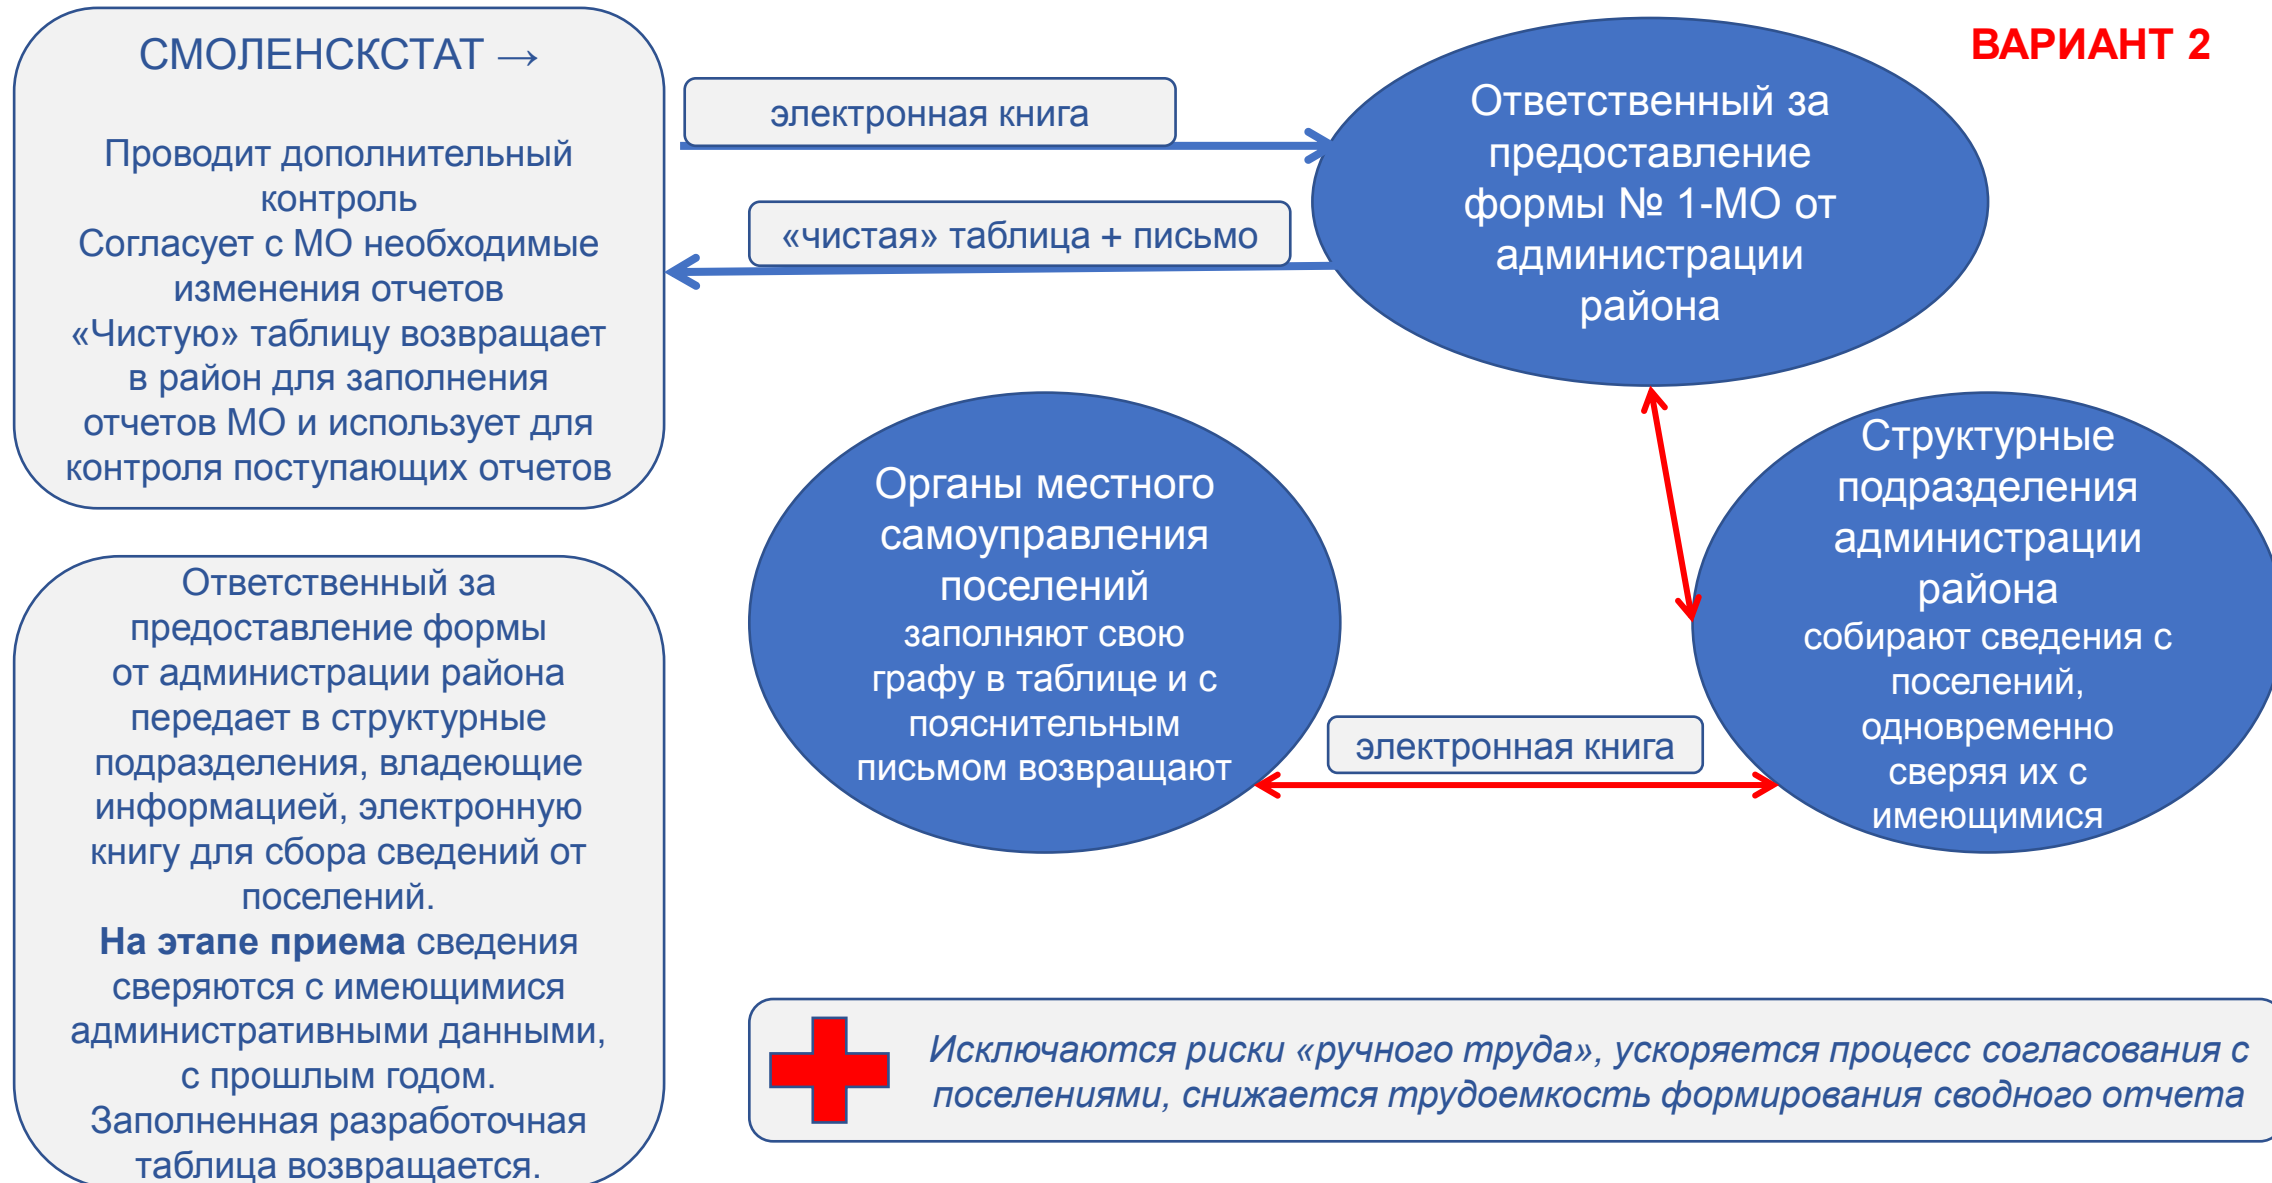 СМОЛЕНСКСТАТ →
Проводит дополнительный
контроль
Согласует с МО необходимые
изменения отчетов
«Чистую» таблицу возвращает
в район для заполнения
отчетов МО и использует для
контроля поступающих отчетов
электронная книга
«чистая» таблица + письмо
ВАРИАНТ 2
Ответственный за
предоставление
формы № 1-МО от
администрации
района
Органы местного
самоуправления
поселений
заполняют свою
графу в таблице и с
пояснительным
письмом возвращают
электронная книга
Структурные
подразделения
администрации
района
собирают сведения с
поселений,
одновременно
сверяя их с
имеющимися
Ответственный за
предоставление формы
от администрации района
передает в структурные
подразделения, владеющие
информацией, электронную
книгу для сбора сведений от
поселений.
На этапе приема сведения
сверяются с имеющимися
административными данными,
с прошлым годом.
Заполненная разработочная
таблица возвращается.
Исключаются риски «ручного труда», ускоряется процесс согласования с
поселениями, снижается трудоемкость формирования сводного отчета